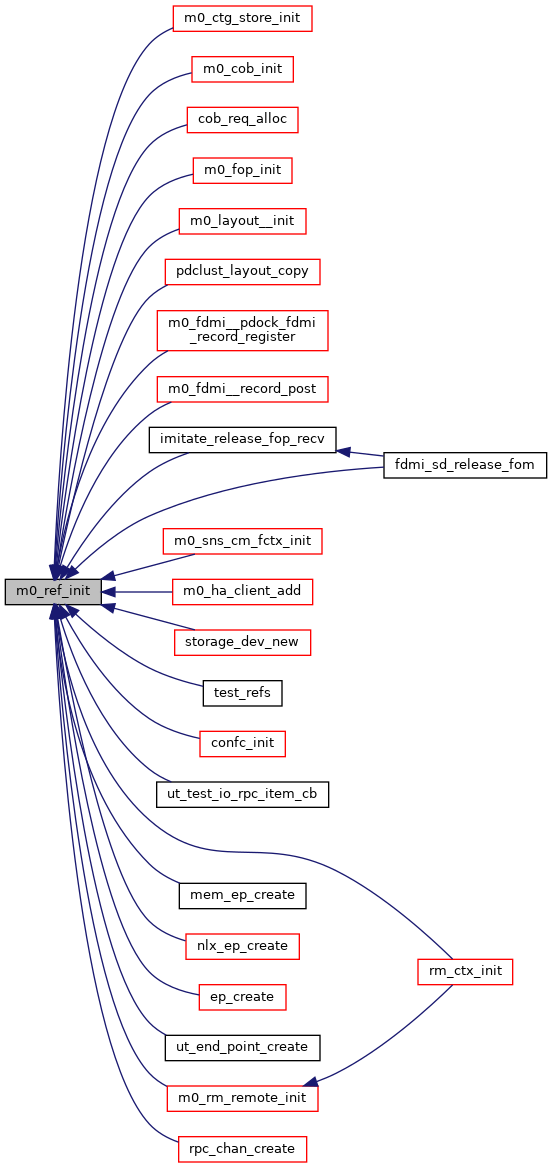 m0_ctg_store_init
m0_cob_init
cob_req_alloc
m0_fop_init
m0_layout__init
pdclust_layout_copy
m0_fdmi__pdock_fdmi
_record_register
m0_fdmi__record_post
imitate_release_fop_recv
fdmi_sd_release_fom
m0_sns_cm_fctx_init
m0_ref_init
m0_ha_client_add
storage_dev_new
test_refs
confc_init
ut_test_io_rpc_item_cb
mem_ep_create
nlx_ep_create
rm_ctx_init
ep_create
ut_end_point_create
m0_rm_remote_init
rpc_chan_create